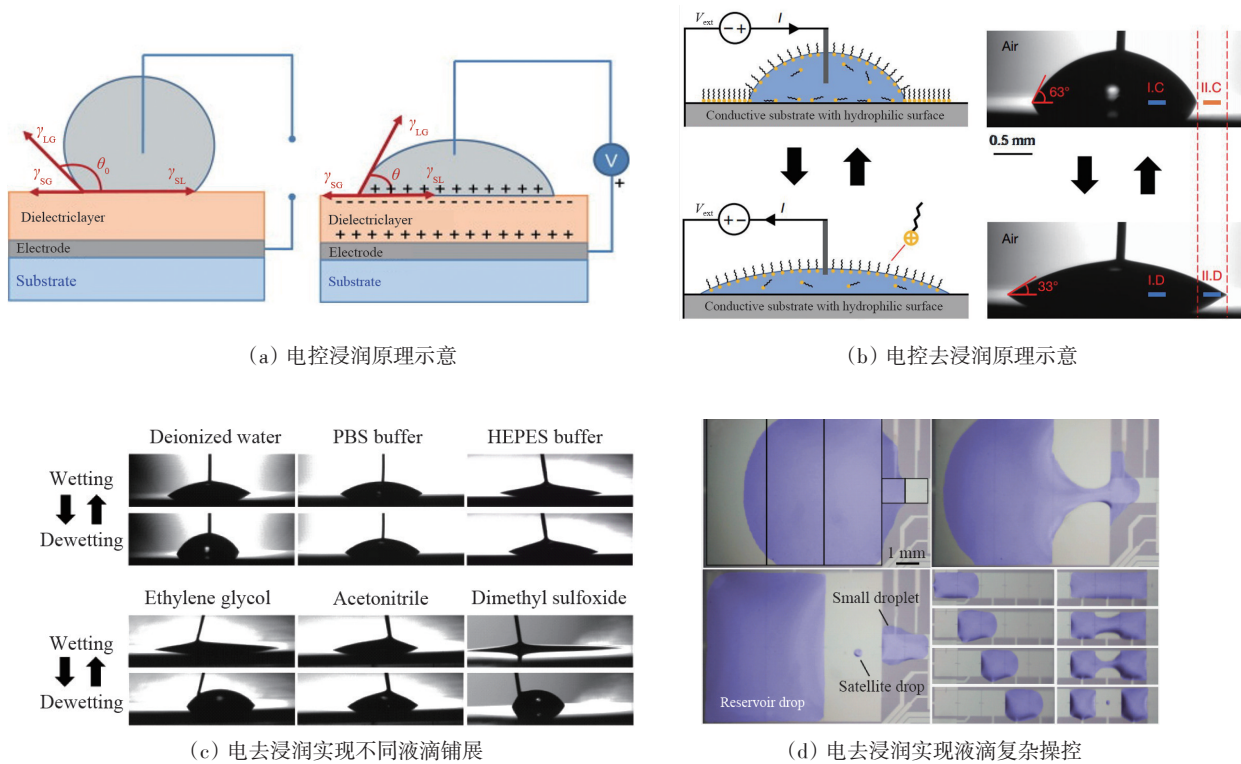 γLG
θ0
γSG
γSL
Dielectriclayer
Electrode
Substrate
γLG
γSG
θ
γSL
+ + + + + + + + + +
V
+
Dielectriclayer
Electrode
Substrate
(a) 电控浸润原理示意
Vext
I
− +
Conductive substrate with hydrophilic surface
Vext
I
+ −
Conductive substrate with hydrophilic surface
Air
63°
I.C
II.C
0.5 mm
Air
33°
I.D
II.D
(b) 电控去浸润原理示意
Deionized water
PBS buffer
HEPES buffer
Wetting
Dewetting
Ethylene glycol
Acetonitrile
Dimethyl sulfoxide
Wetting
Dewetting
(c) 电去浸润实现不同液滴铺展
1 mm
Small droplet
Satellite drop
Reservoir drop
(d) 电去浸润实现液滴复杂操控